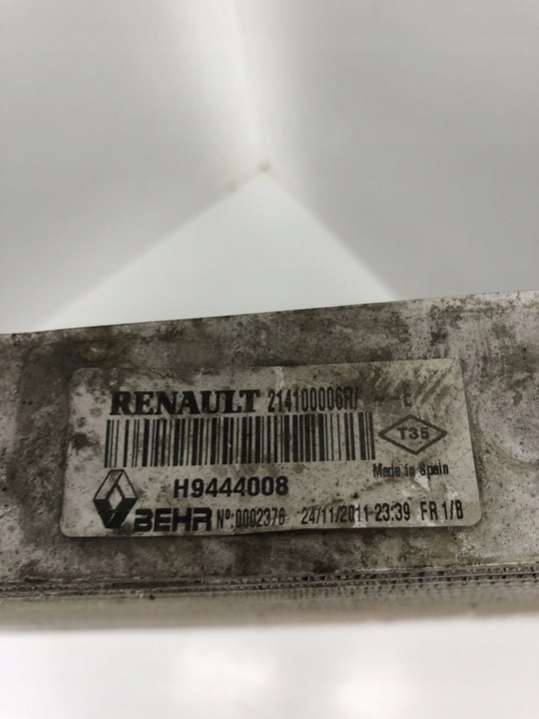 RENAULT 214100006R/ E
T35
Made in Spain
H9444008
BEHR Nº:0002376 24/11/2011-23:39 FR 1/B